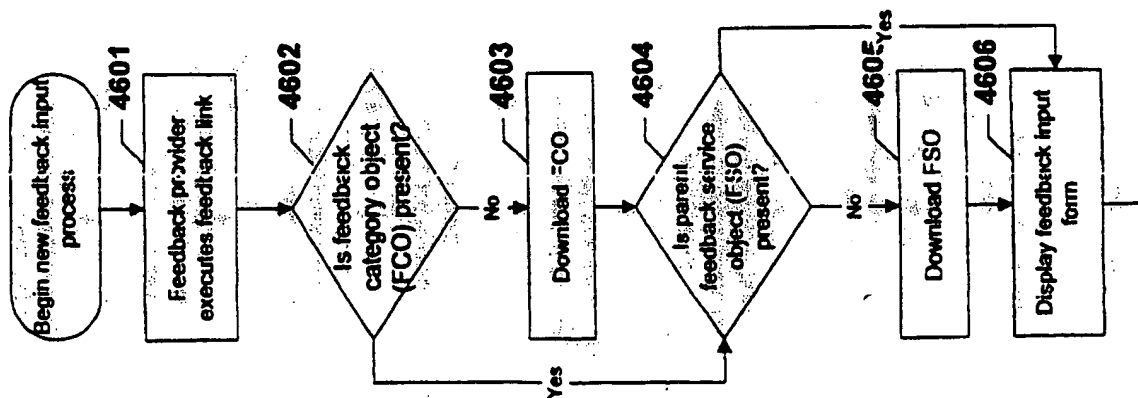 Begin new feedback input
process
4601
Feedback provider
executes feedback link
4602
Is feedback
category object
(FCO) present?
No
Yes
4603
Download FCO
4604
Is parent
feedback service
object (FSO)
present?
No
Yes
4605
Download FSO
4606
Display feedback input
form